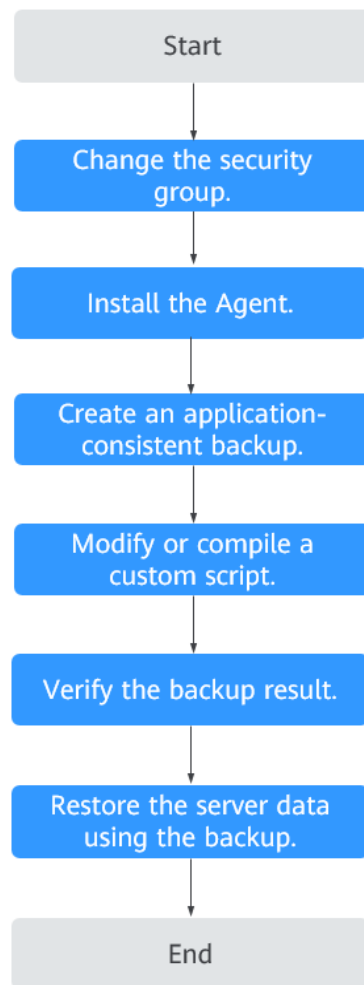 Start
Change the security
group.
Install the Agent.
Create an application-
consistent backup.
Modify or compile a
custom script.
Verify the backup result.
Restore the server data
using the backup.
End